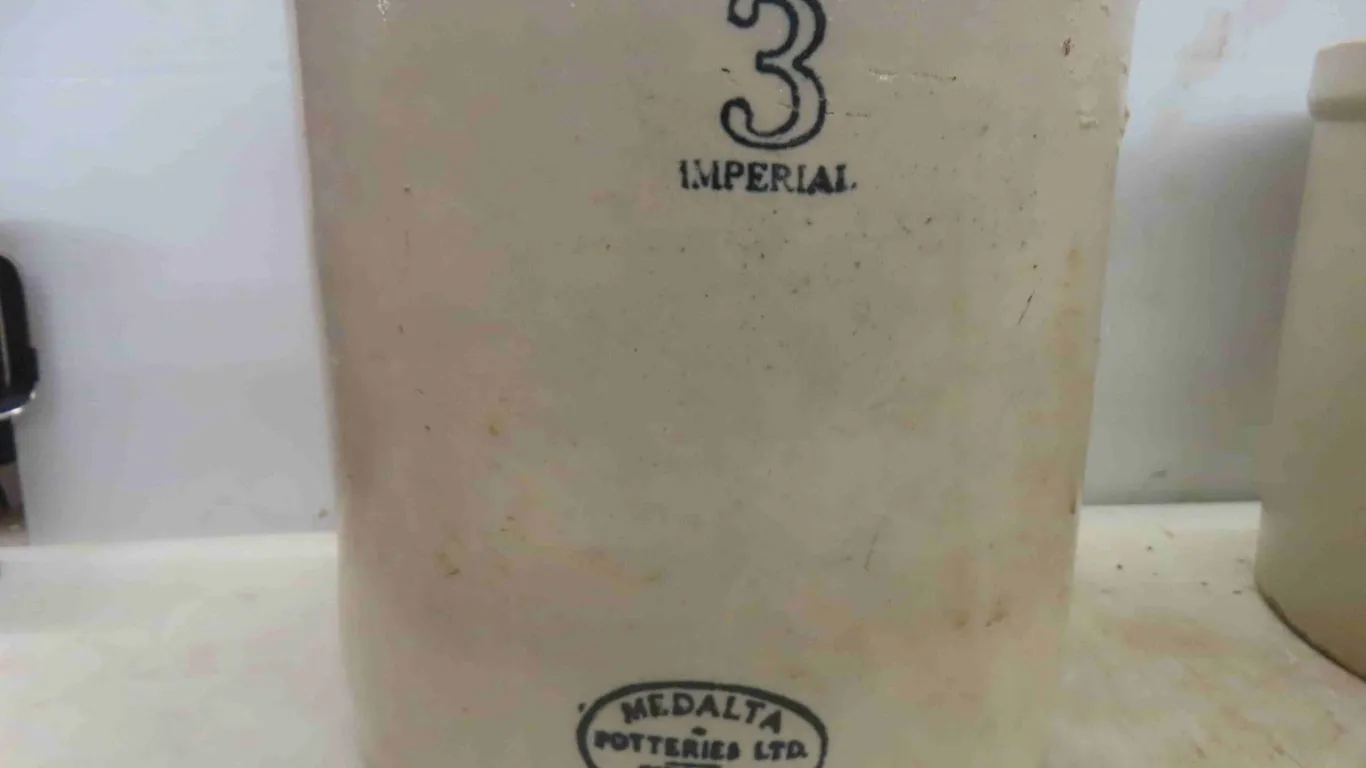 3
IMPERIAL
MEDALTA
POTTERIES LTD.